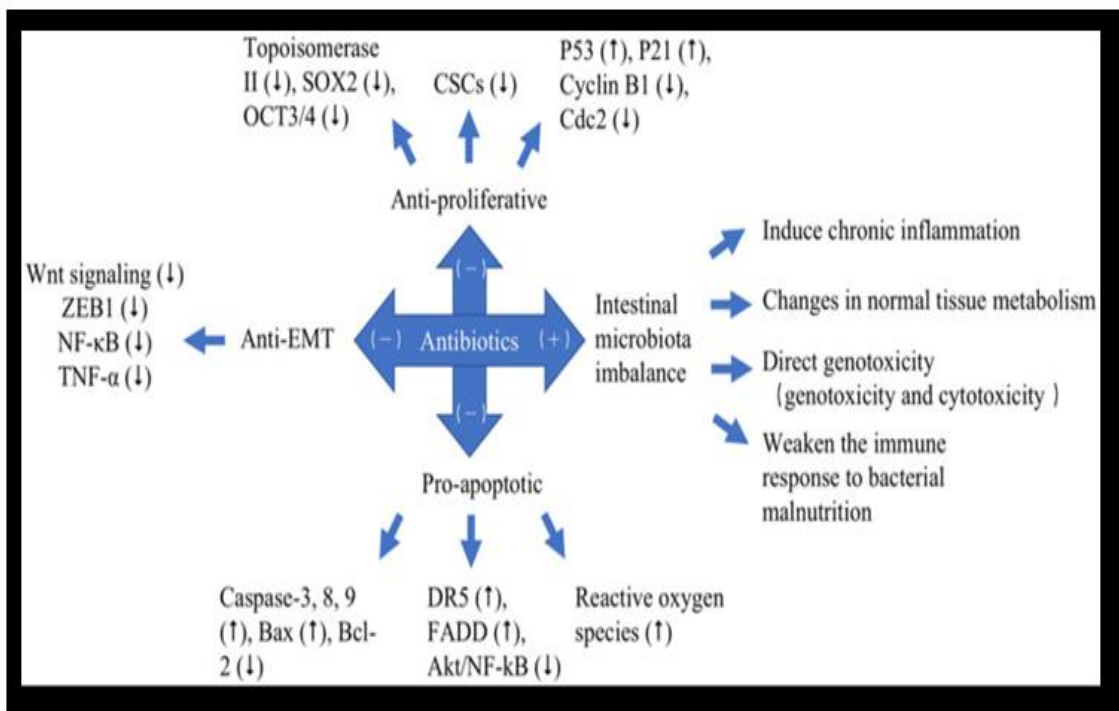 Topoisomerase
II (↓), SOX2 (↓),
OCT3/4 (↓)
CSCs (↓)
P53 (↑), P21 (↑),
Cyclin B1 (↓),
Cdc2 (↓)
Anti-proliferative
(−)
Wnt signaling (↓)
ZEB1 (↓)
NF-κB (↓)
TNF-α (↓)
Anti-EMT
(−) Antibiotics (+)
Intestinal
microbiota
imbalance
Induce chronic inflammation
Changes in normal tissue metabolism
Direct genotoxicity
(genotoxicity and cytotoxicity )
Weaken the immune
response to bacterial
malnutrition
(−)
Pro-apoptotic
Caspase-3, 8, 9
(↑), Bax (↑), Bcl-
2 (↓)
DR5 (↑),
FADD (↑),
Akt/NF-kB (↓)
Reactive oxygen
species (↑)